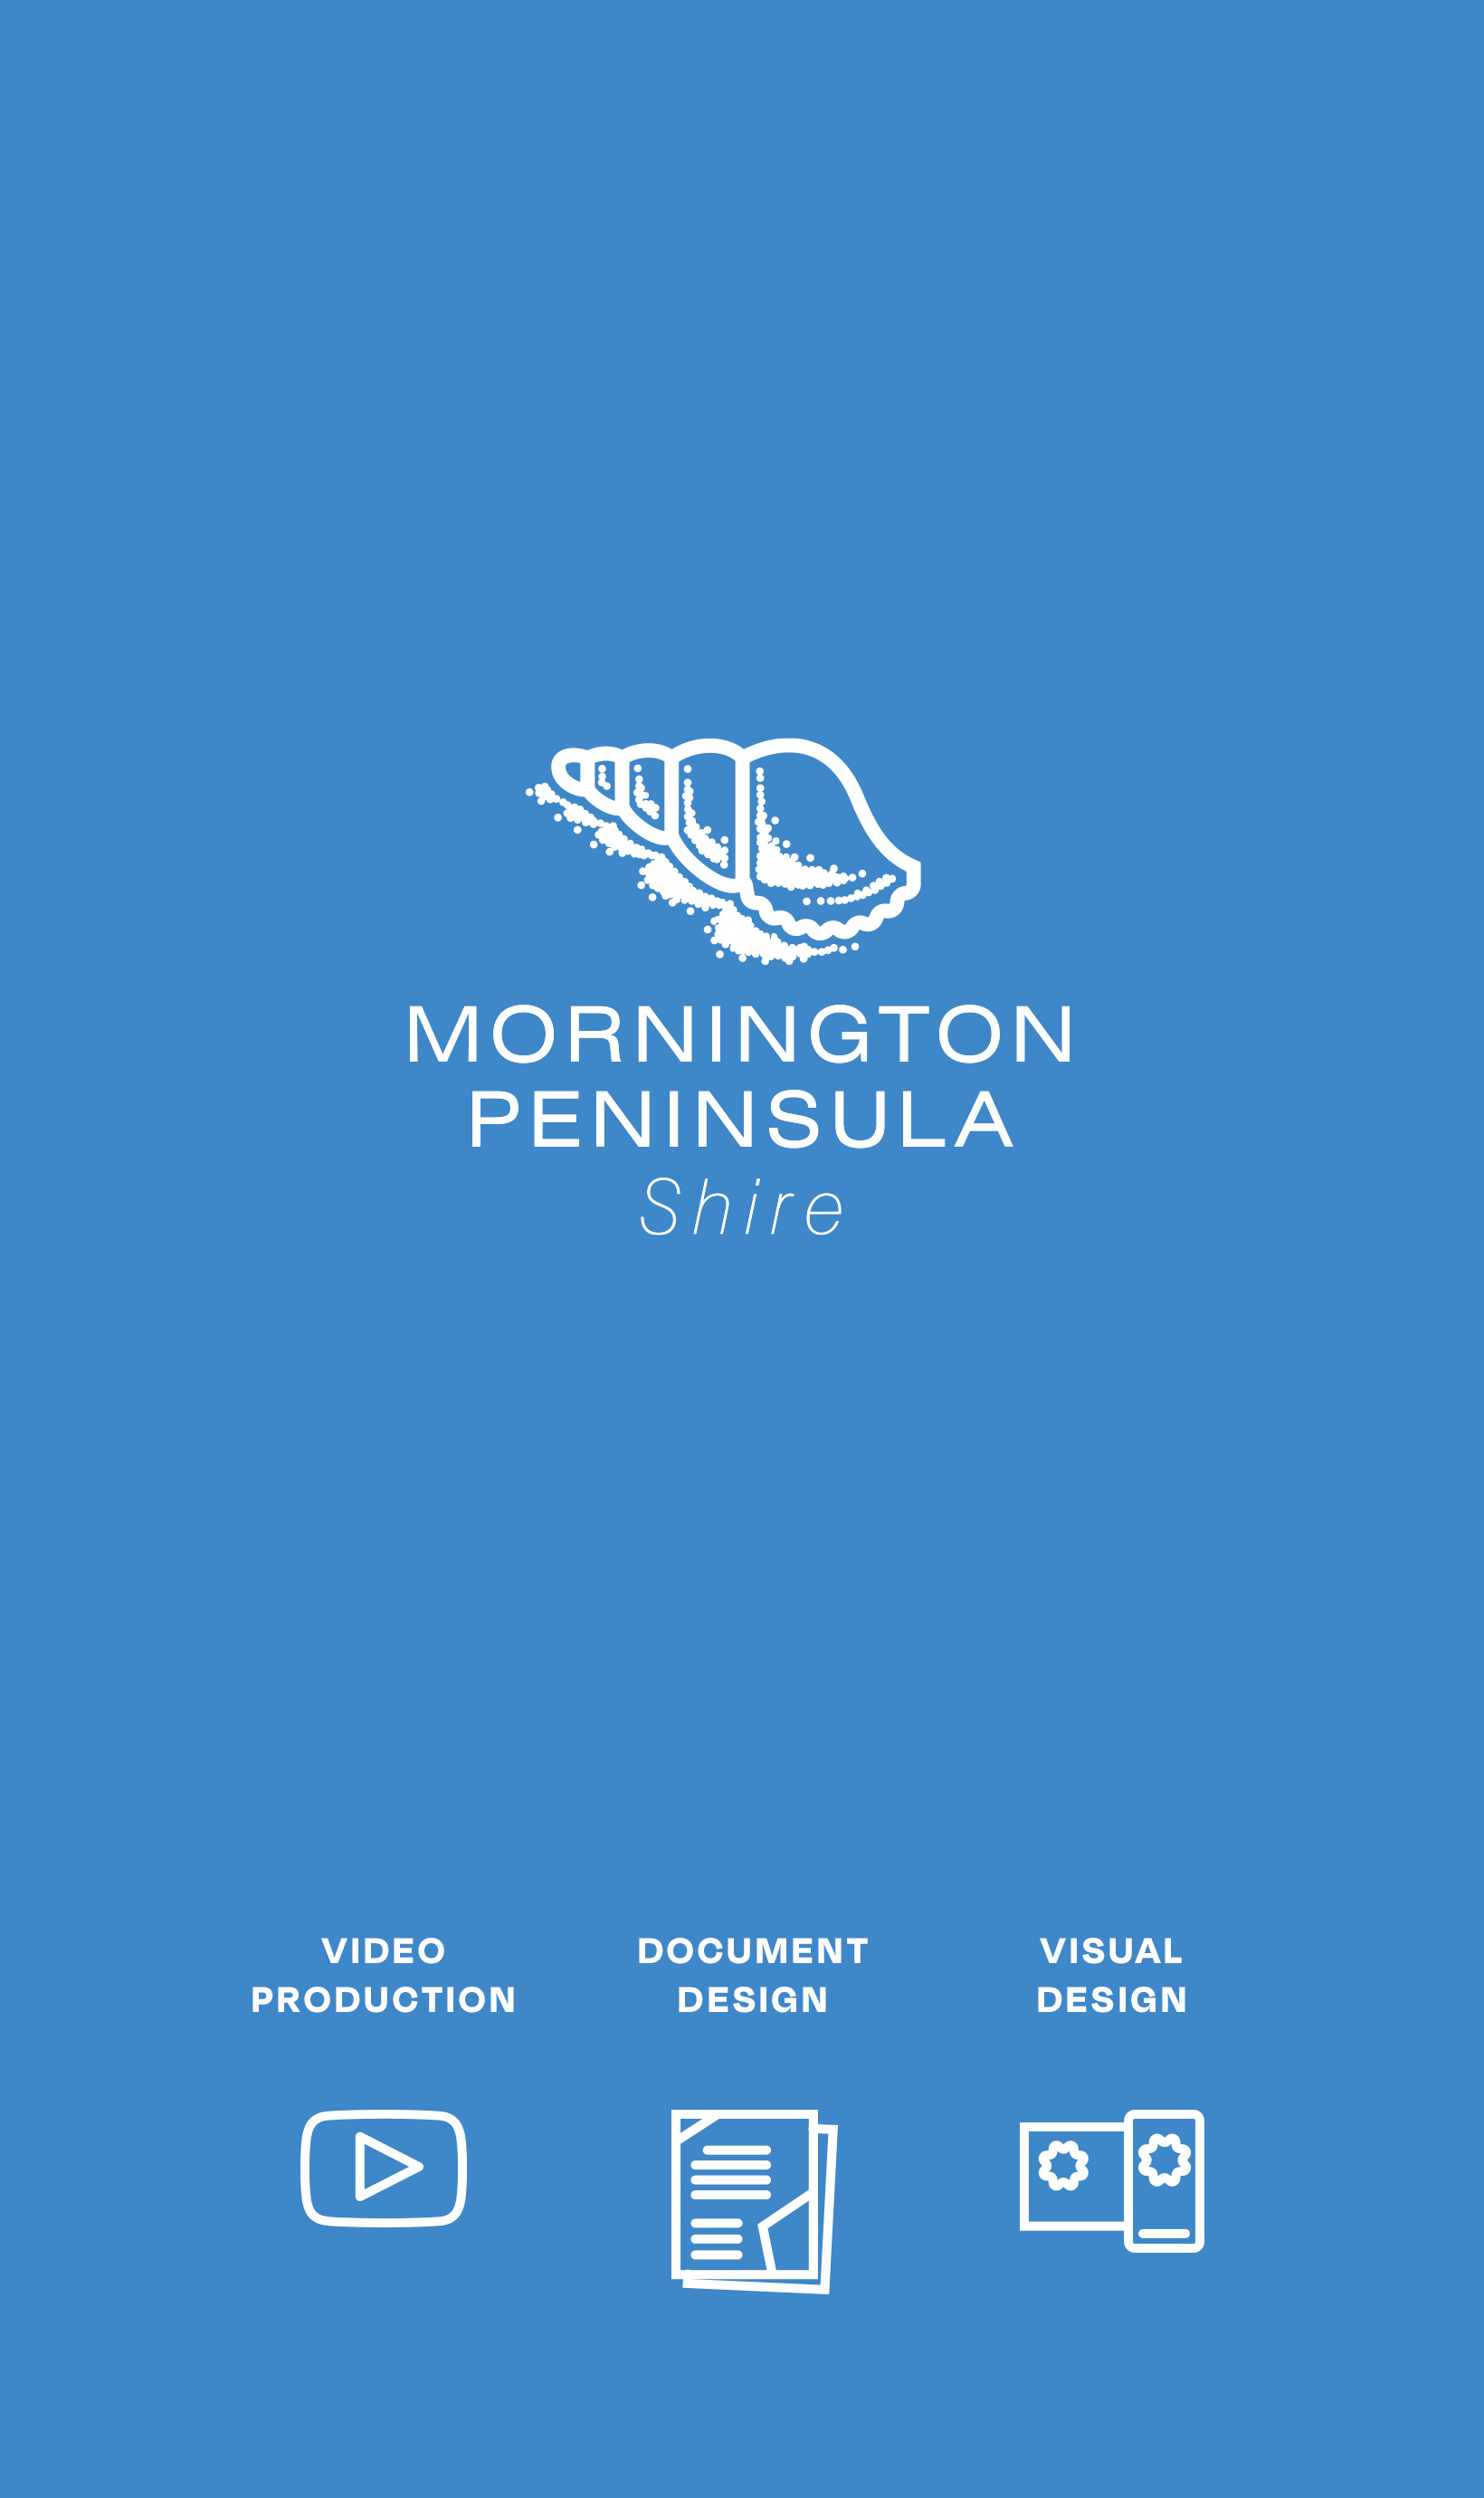 MORNINGTON
PENINSULA
Shire
VIDEO
PRODUCTION
DOCUMENT
DESIGN
VISUAL
DESIGN